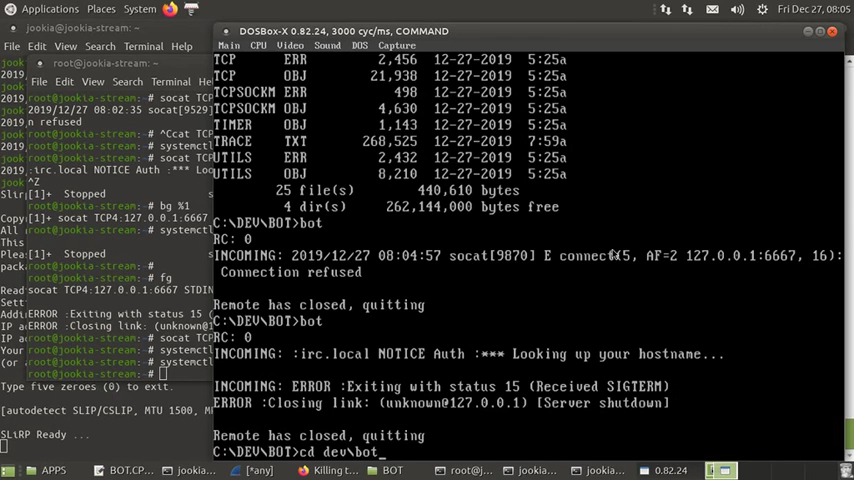 Applications Places System
Fri Dec 27, 08:05
jookia@jookia-stream: ~
File Edit View Search Terminal Help
root@jookia-stream: ~
File Edit View Search Terminal
root@jookia-stream:~# socat TCP
2019/12/27 08:02:35 socat[9529]
n refused
root@jookia-stream:~# ^Ccat TCP
root@jookia-stream:~# systemct
root@jookia-stream:~# socat TCP
:irc.local NOTICE Auth :*** Loo
^Z
[1]+ Stopped
root@jookia-stream:~# bg %1
[1]+ socat TCP4:127.0.0.1:6667
root@jookia-stream:~# systemctl
[1]+ Stopped
root@jookia-stream:~#
root@jookia-stream:~# fg
socat TCP4:127.0.0.1:6667 STDIN
ERROR :Exiting with status 15 (
ERROR :Closing link: (unknown@1
root@jookia-stream:~# socat TCP
root@jookia-stream:~# systemctl
root@jookia-stream:~# systemctl
root@jookia-stream:~#
Type five zeroes (0) to exit.
[autodetect SLIP/CSLIP, MTU 1500, M
SLiRP Ready ...
DOSBox-X 0.82.24, 3000 cyc/ms, COMMAND
Main CPU Video Sound DOS Capture
TCP ERR 2,456 12-27-2019 5:25a
TCP OBJ 21,938 12-27-2019 5:25a
TCPSOCKM ERR 498 12-27-2019 5:25a
TCPSOCKM OBJ 4,630 12-27-2019 5:25a
TIMER OBJ 1,143 12-27-2019 5:25a
TRACE TXT 268,525 12-27-2019 7:59a
UTILS ERR 2,432 12-27-2019 5:25a
UTILS OBJ 8,210 12-27-2019 5:25a
25 file(s) 440,610 bytes
4 dir(s) 262,144,000 bytes free
C:\DEV\BOT>bot
RC: 0
INCOMING: 2019/12/27 08:04:57 socat[9870] E connect(5, AF=2 127.0.0.1:6667, 16):
Connection refused
Remote has closed, quitting
C:\DEV\BOT>bot
RC: 0
INCOMING: :irc.local NOTICE Auth :*** Looking up your hostname...
INCOMING: ERROR :Exiting with status 15 (Received SIGTERM)
ERROR :Closing link: (unknown@127.0.0.1) [Server shutdown]
Remote has closed, quitting
C:\DEV\BOT>cd dev\bot_
APPS
BOT.CP...
jookia...
[*any]
Killing t...
BOT
root@jo...
jookia...
jookia...
0.82.24